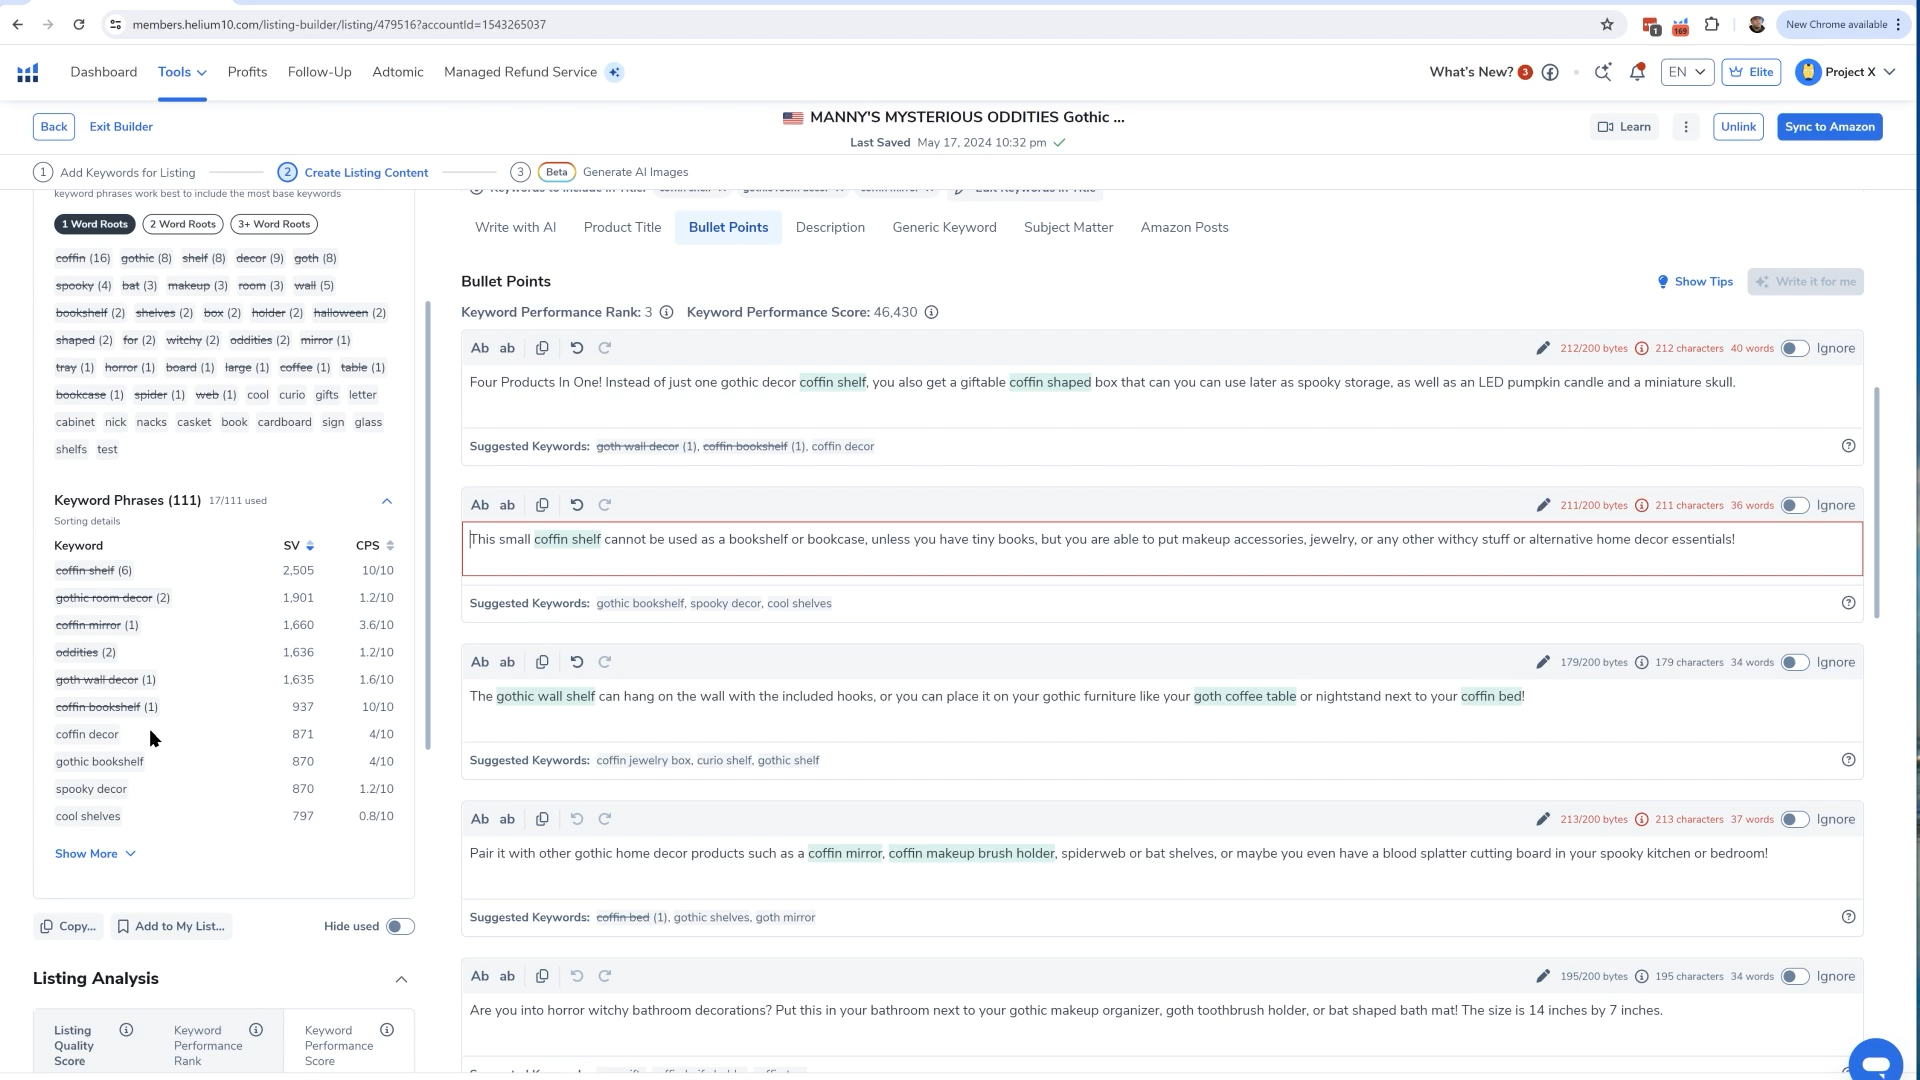 members.helium10.com/listing-builder/listing/479516?accountId=1543265037
1
169
New Chrome available
Dashboard
Tools
Profits
Follow-Up
Adtomic
Managed Refund Service
What's New? 3
EN
Elite
Project X
Back
Exit Builder
MANNY'S MYSTERIOUS ODDITIES Gothic ...
Last Saved May 17, 2024 10:32 pm
Learn
Unlink
Sync to Amazon
1 Add Keywords for Listing
2 Create Listing Content
3 Beta Generate AI Images
keyword phrases work best to include the most base keywords
1 Word Roots
2 Word Roots
3+ Word Roots
coffin (16) gothic (8) shelf (8) decor (9) goth (8)
spooky (4) bat (3) makeup (3) room (3) wall (5)
bookshelf (2) shelves (2) box (2) holder (2) halloween (2)
shaped (2) for (2) witchy (2) oddities (2) mirror (1)
tray (1) horror (1) board (1) large (1) coffee (1) table (1)
bookcase (1) spider (1) web (1) cool curio gifts letter
cabinet nick nacks casket book cardboard sign glass
shelfs test
Keyword Phrases (111) 17/111 used
Sorting details
Keyword SV CPS
coffin shelf (6) 2,505 10/10
gothic room decor (2) 1,901 1.2/10
coffin mirror (1) 1,660 3.6/10
oddities (2) 1,636 1.2/10
goth wall decor (1) 1,635 1.6/10
coffin bookshelf (1) 937 10/10
coffin decor 871 4/10
gothic bookshelf 870 4/10
spooky decor 870 1.2/10
cool shelves 797 0.8/10
Show More
Copy...
Add to My List...
Hide used
Listing Analysis
Listing Quality Score
Keyword Performance Rank
Keyword Performance Score
Write with AI
Product Title
Bullet Points
Description
Generic Keyword
Subject Matter
Amazon Posts
Bullet Points
Show Tips
Write it for me
Keyword Performance Rank: 3 Keyword Performance Score: 46,430
Ab ab 212/200 bytes 212 characters 40 words Ignore
Four Products In One! Instead of just one gothic decor coffin shelf, you also get a giftable coffin shaped box that can you can use later as spooky storage, as well as an LED pumpkin candle and a miniature skull.
Suggested Keywords: goth wall decor (1), coffin bookshelf (1), coffin decor
Ab ab 211/200 bytes 211 characters 36 words Ignore
This small coffin shelf cannot be used as a bookshelf or bookcase, unless you have tiny books, but you are able to put makeup accessories, jewelry, or any other withcy stuff or alternative home decor essentials!
Suggested Keywords: gothic bookshelf, spooky decor, cool shelves
Ab ab 179/200 bytes 179 characters 34 words Ignore
The gothic wall shelf can hang on the wall with the included hooks, or you can place it on your gothic furniture like your goth coffee table or nightstand next to your coffin bed!
Suggested Keywords: coffin jewelry box, curio shelf, gothic shelf
Ab ab 213/200 bytes 213 characters 37 words Ignore
Pair it with other gothic home decor products such as a coffin mirror, coffin makeup brush holder, spiderweb or bat shelves, or maybe you even have a blood splatter cutting board in your spooky kitchen or bedroom!
Suggested Keywords: coffin bed (1), gothic shelves, goth mirror
Ab ab 195/200 bytes 195 characters 34 words Ignore
Are you into horror witchy bathroom decorations? Put this in your bathroom next to your gothic makeup organizer, goth toothbrush holder, or bat shaped bath mat! The size is 14 inches by 7 inches.